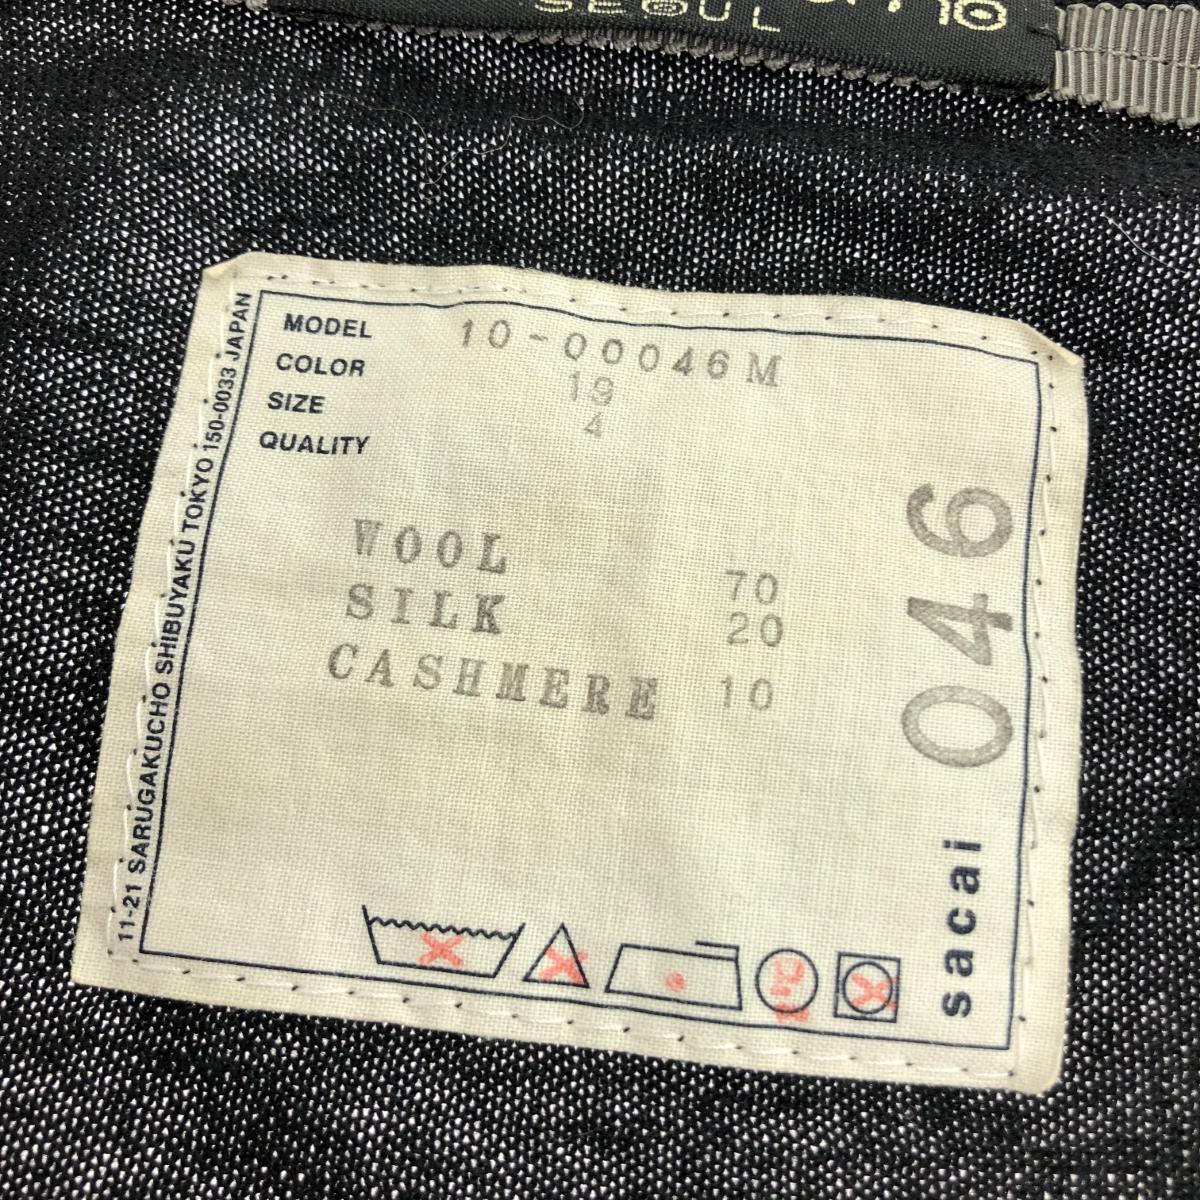 10
SEOUL
MODEL 10-00046M
COLOR 19
SIZE 4
QUALITY
WOOL 70
SILK 20
CASHMERE 10
sacai 046
11-21 SARUGAKUCHO SHIBUYAKU TOKYO 150-0033 JAPAN